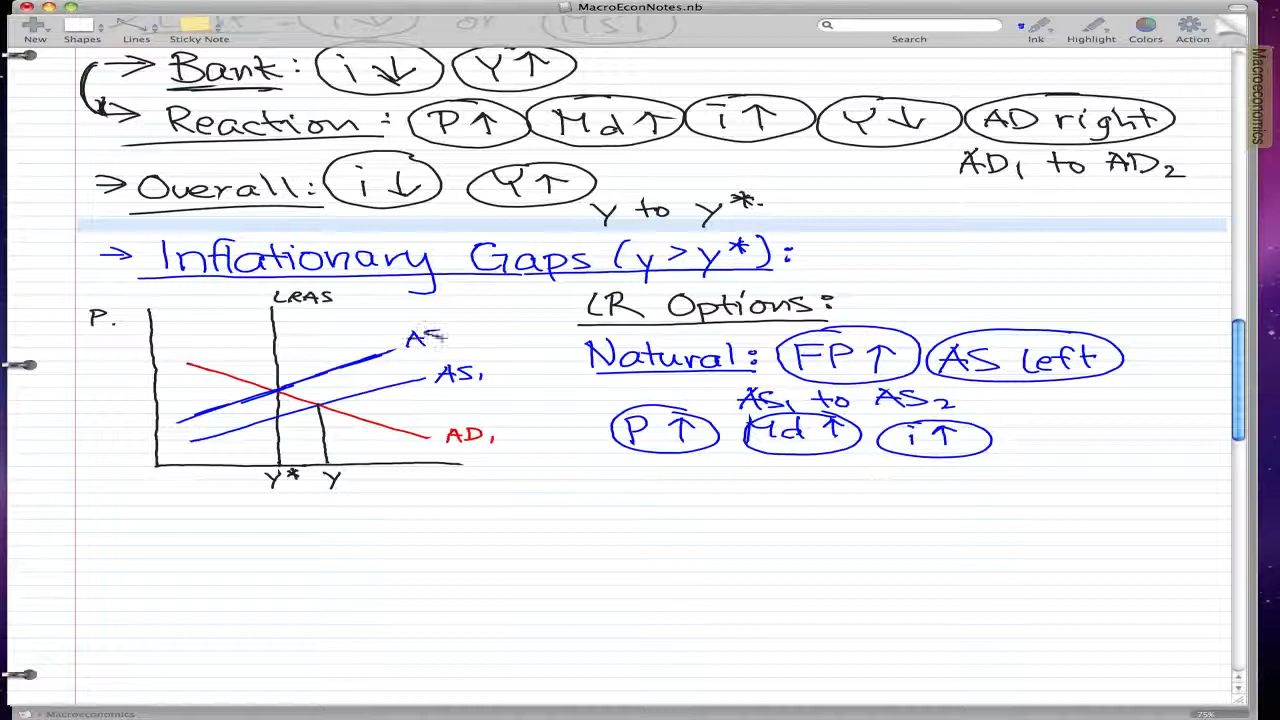 MacroEconNotes.nb
New Shapes Lines Sticky Note Search Ink Highlight Colors Action
→ Bank: i↓ Y↑
→ Reaction: P↑ Md↑ i↑ Y↓ AD right
AD₁ to AD₂
⇒ Overall: i↓ Y↑
Y to Y*.
→ Inflationary Gaps (y>y*):
LRAS
P.
AS₁
AD₁
Y* Y
LR Options:
Natural: FP↑ AS left
AS₁ to AS₂
P↑ Md↑ i↑
Macroeconomics
Macroeconomics
75%